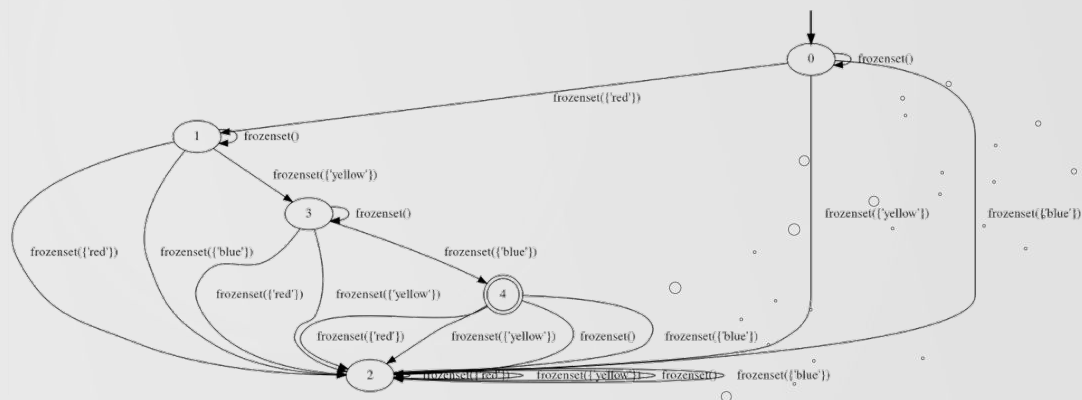 0
frozenset()
frozenset({'red'})
1
frozenset()
frozenset({'yellow'})
3
frozenset()
frozenset({'yellow'})
frozenset({'blue'})
frozenset({'red'})
frozenset({'blue'})
frozenset({'blue'})
frozenset({'red'})
frozenset({'yellow'})
4
frozenset({'red'})
frozenset({'yellow'})
frozenset()
frozenset({'blue'})
2
frozenset({'red'})
frozenset({'yellow'})
frozenset()
frozenset({'blue'})